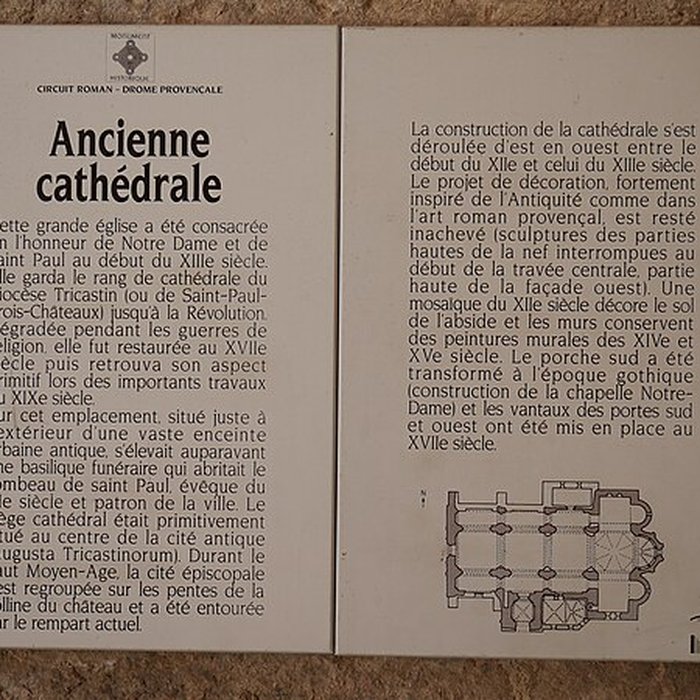 MONUMENT
HISTORIQUE
CIRCUIT ROMAN - DROME PROVENCALE
Ancienne
cathédrale
ette grande église a été consacrée
n l'honneur de Notre Dame et de
aint Paul au début du XIIIe siècle.
lle garda le rang de cathédrale du
iocèse Tricastin (ou de Saint-Paul-
rois-Châteaux) jusqu'à la Révolution.
égradée pendant les guerres de
eligion, elle fut restaurée au XVIIe
ècle puis retrouva son aspect
rimitif lors des importants travaux
u XIXe siècle.
ur cet emplacement, situé juste à
extérieur d'une vaste enceinte
rbaine antique, s'élevait auparavant
ne basilique funéraire qui abritait le
ombeau de saint Paul, évêque du
e siècle et patron de la ville. Le
ège cathédral était primitivement
tué au centre de la cité antique
ugusta Tricastinorum). Durant le
aut Moyen-Age, la cité épiscopale
est regroupée sur les pentes de la
olline du château et a été entourée
ar le rempart actuel.
La construction de la cathédrale s'est
déroulée d'est en ouest entre le
début du XIIe et celui du XIIIe siècle.
Le projet de décoration, fortement
inspiré de l'Antiquité comme dans
l'art roman provençal, est resté
inachevé (sculptures des parties
hautes de la nef interrompues au
début de la travée centrale, partie
haute de la façade ouest). Une
mosaïque du XIIe siècle décore le sol
de l'abside et les murs conservent
des peintures murales des XIVe et
XVe siècle. Le porche sud a été
transformé à l'époque gothique
(construction de la chapelle Notre-
Dame) et les vantaux des portes sud
et ouest ont été mis en place au
XVIIe siècle.
N